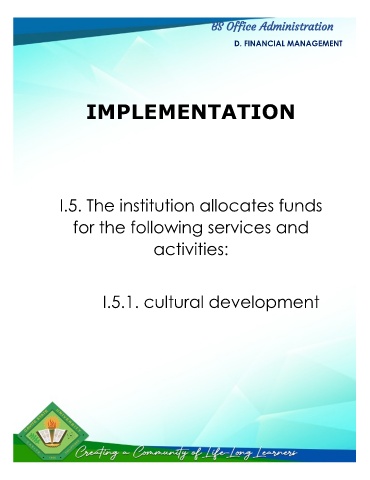 BS Office Administration
D. FINANCIAL MANAGEMENT
IMPLEMENTATION
I.5. The institution allocates funds
for the following services and
activities:
I.5.1. cultural development
Creating a Community of Life-Long Learners